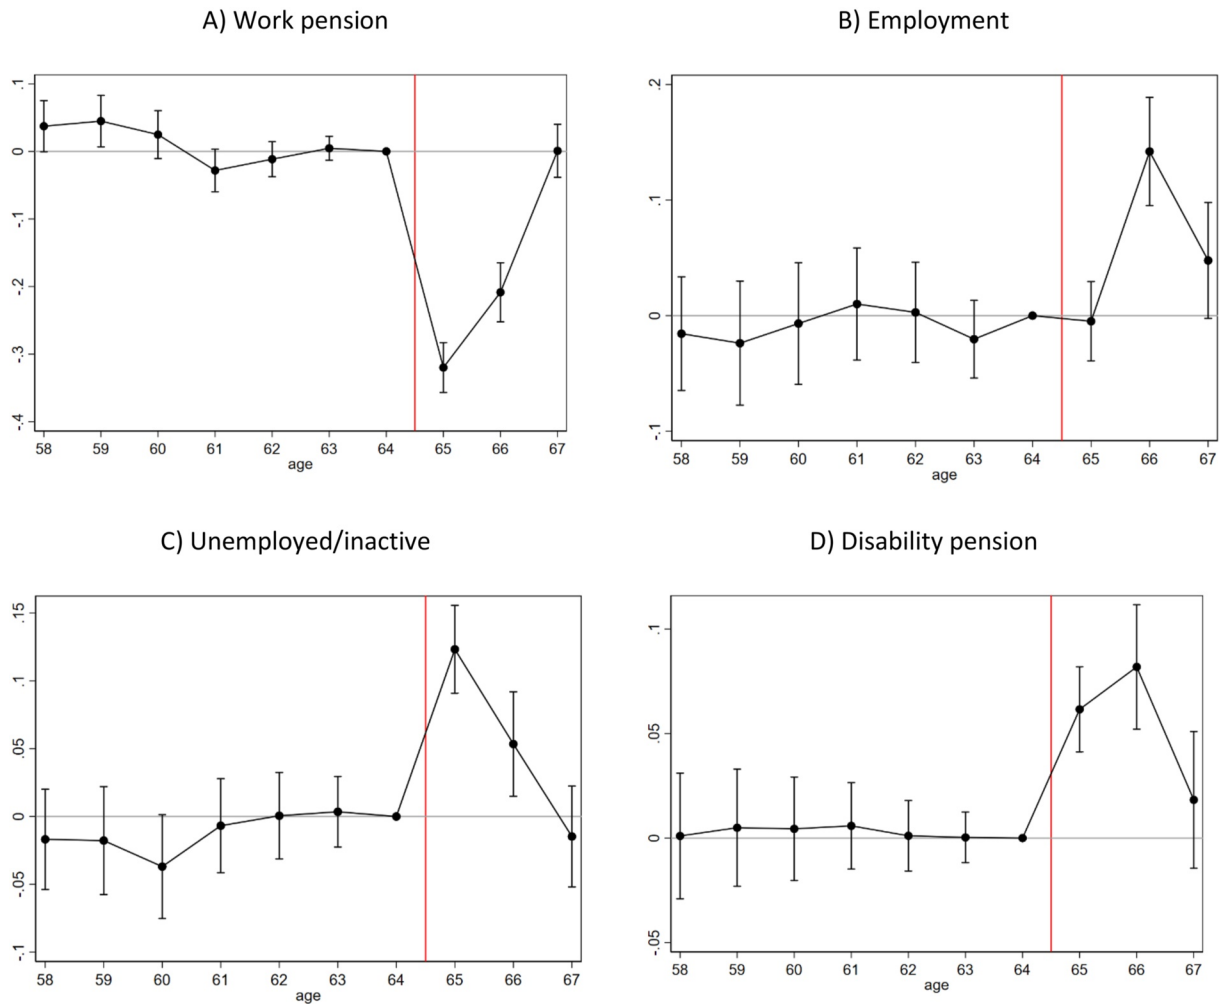 A) Work pension
.1
0
-.1
-.2
-.3
-.4
58 59 60 61 62 63 64 65 66 67
age
B) Employment
.2
.1
0
-.1
58 59 60 61 62 63 64 65 66 67
age
C) Unemployed/inactive
.15
.1
.05
0
-.05
-.1
58 59 60 61 62 63 64 65 66 67
age
D) Disability pension
.1
.05
0
-.05
58 59 60 61 62 63 64 65 66 67
age